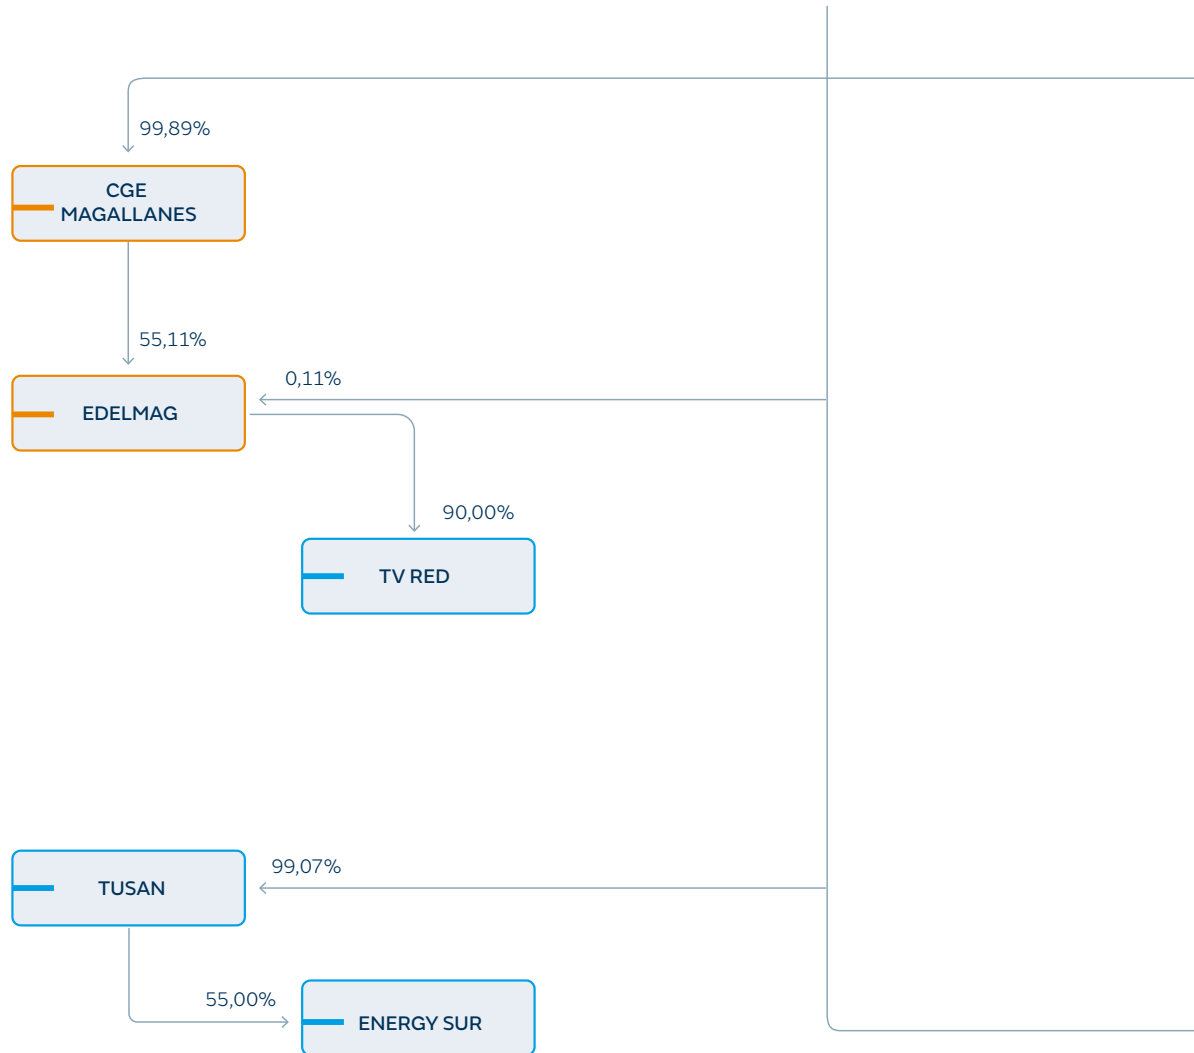 99,89%
CGE
MAGALLANES
55,11%
0,11%
EDELMAG
90,00%
TV RED
99,07%
TUSAN
55,00%
ENERGY SUR